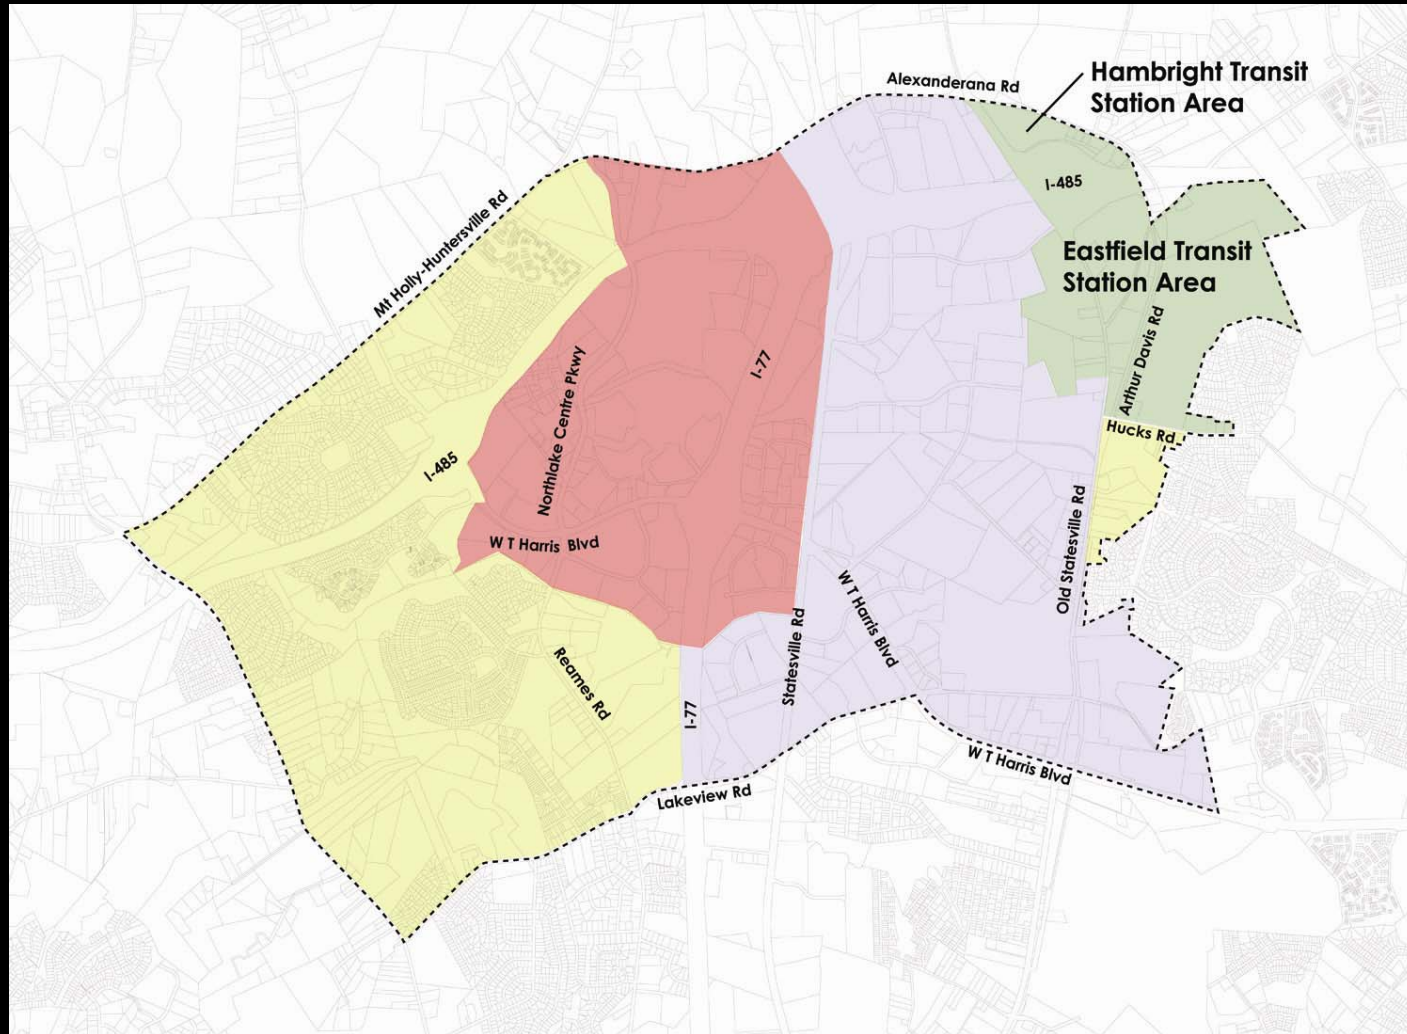 Alexanderana Rd
Hambright Transit
Station Area
I-485
Mt Holly-Huntersville Rd
Eastfield Transit
Station Area
Arthur Davis Rd
I-77
Northlake Centre Pkwy
Hucks Rd
I-485
W T Harris Blvd
Old Statesville Rd
W T Harris Blvd
Statesville Rd
Reames Rd
I-77
W T Harris Blvd
Lakeview Rd